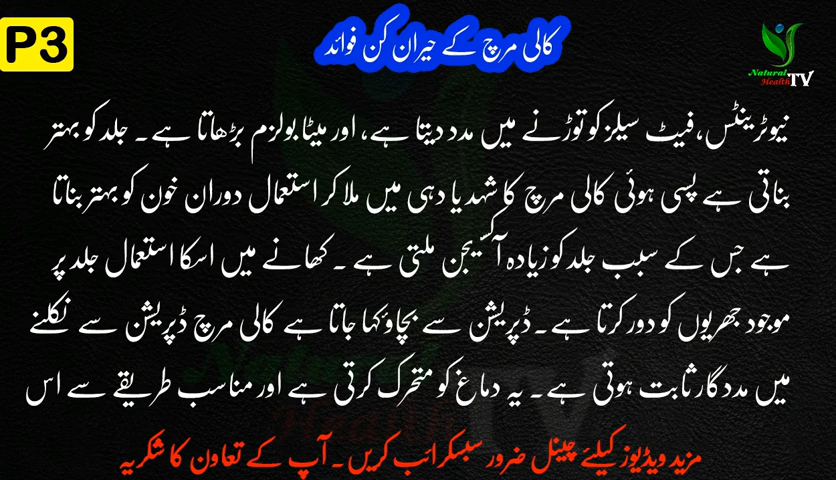 P3
کالی مرچ کے حیران کن فوائد
Natural
Health TV
نیوٹرینٹس،فیٹ سیلز کو توڑنے میں مدد دیتا ہے، اور میٹابولزم بڑھاتا ہے۔ جلد کو بہتر
بناتی ہے پسی ہوئی کالی مرچ کا شہد یا دہی میں ملا کر استعمال دوران خون کو بہتر بناتا
ہے جس کے سبب جلد کو زیادہ آکسیجن ملتی ہے ۔ کھانے میں اسکا استعمال جلد پر
موجود جھریوں کو دور کرتا ہے۔ ڈپریشن سے بچاؤ کہا جاتا ہے کالی مرچ ڈپریشن سے نکلنے
میں مددگار ثابت ہوتی ہے۔ یہ دماغ کو متحرک کرتی ہے اور مناسب طریقے سے اس
مزید ویڈیوز کیلئے چینل ضرور سبسکرائب کریں۔ آپ کے تعاون کا شکریہ